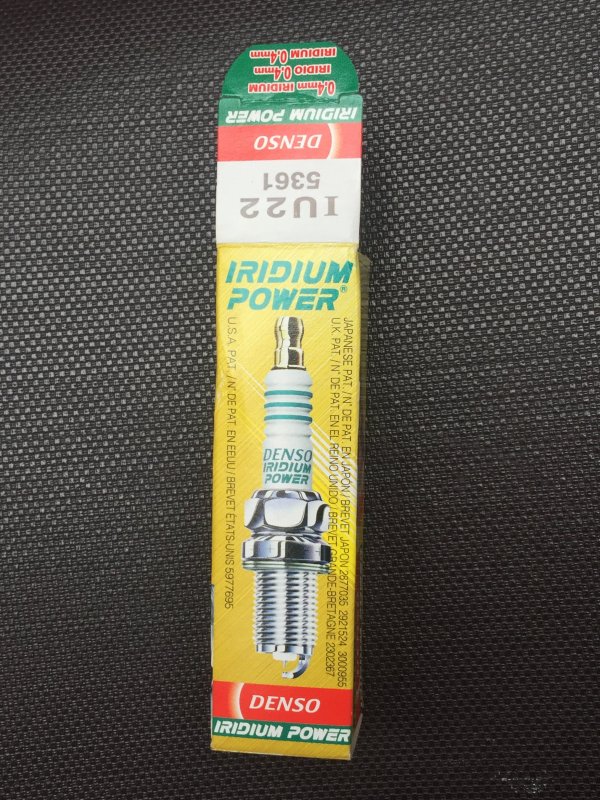 0.4mm IRIDIUM
IRIDIO 0.4mm
IRIDIUM 0.4mm
IRIDIUM POWER
DENSO
IU22
5361
IRIDIUM
POWER®
JAPANESE PAT. / N° DE PAT. EN JAPON / BREVET JAPON 2877035 2921524 3000955
U.K. PAT. / N° DE PAT. EN EL REINO UNIDO / BREVET GRANDE-BRETAGNE 2302367
U.S.A. PAT. / N° DE PAT. EN EEUU / BREVET ÉTATS-UNIS 5977695
DENSO
IRIDIUM
POWER
DENSO
IRIDIUM POWER